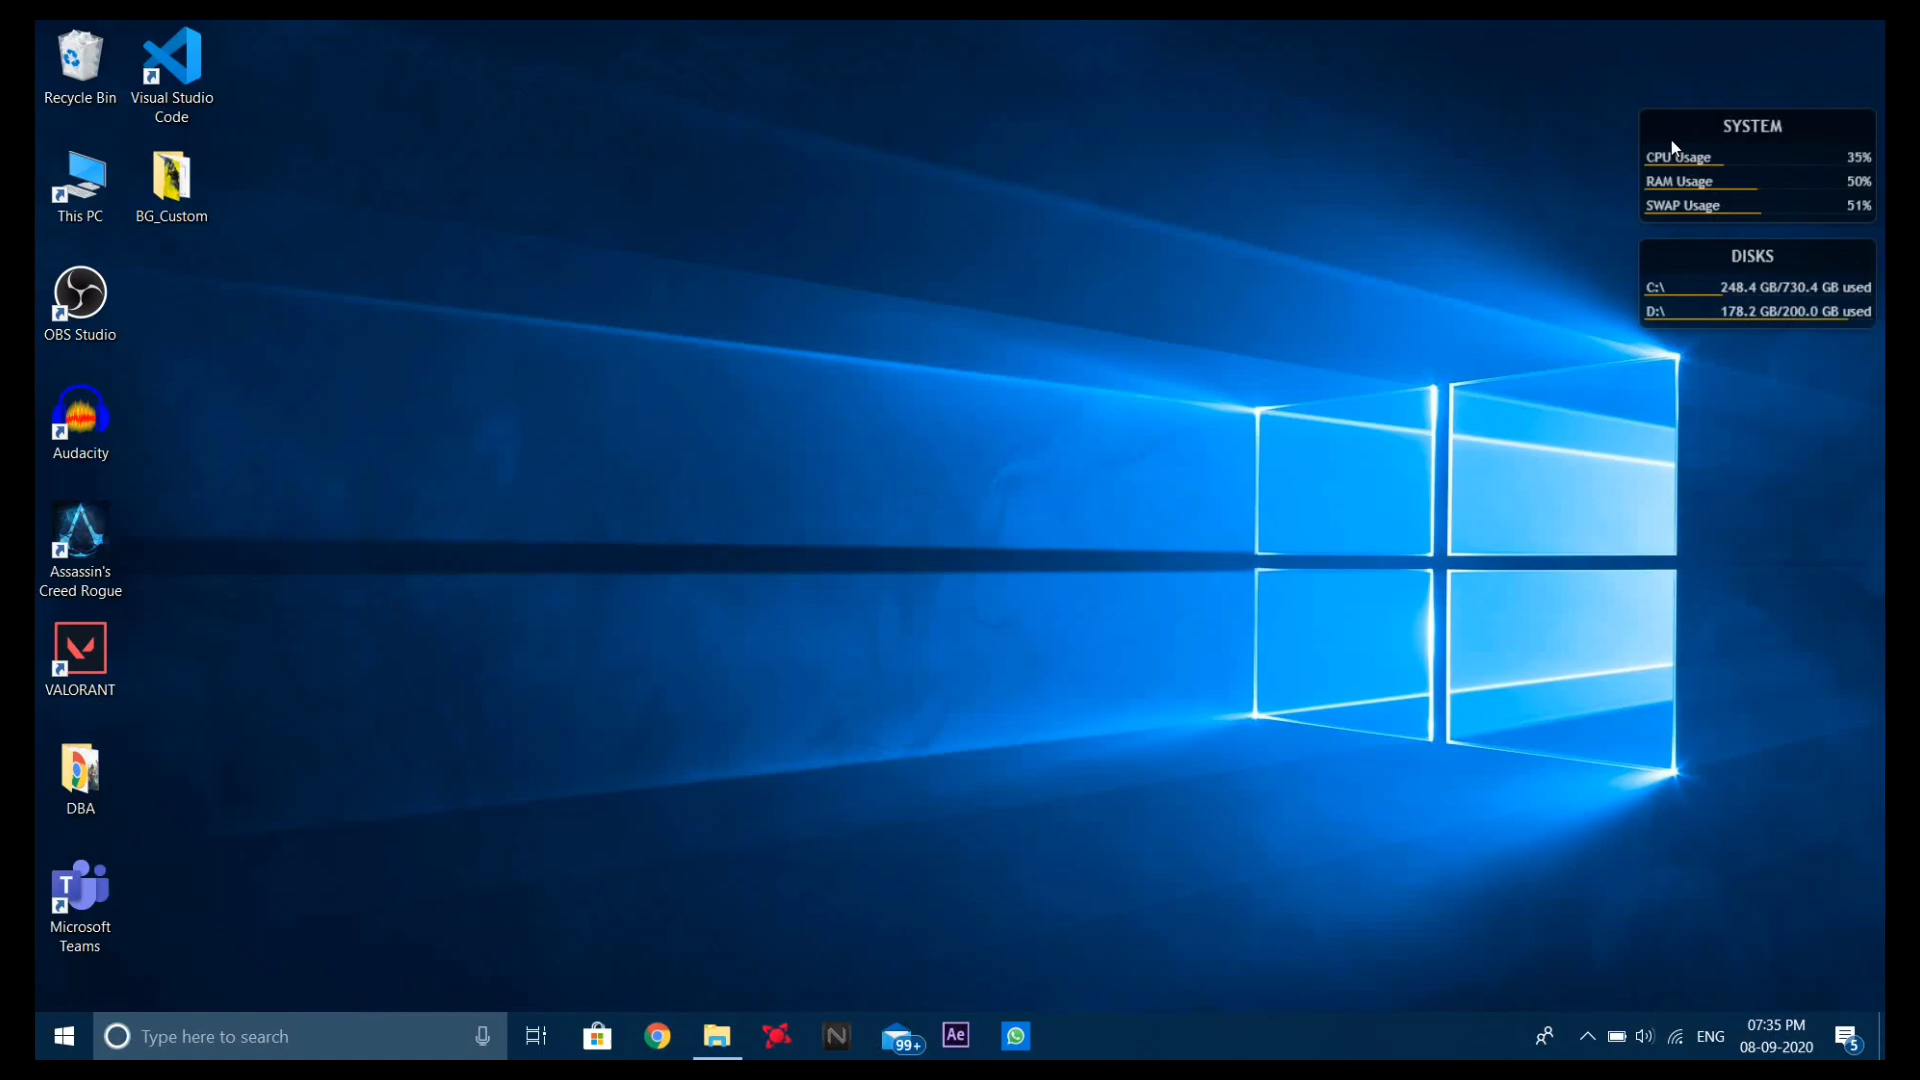 Recycle Bin
Visual Studio
Code
This PC
BG_Custom
OBS Studio
Audacity
Assassin's
Creed Rogue
VALORANT
DBA
T
Microsoft
Teams
SYSTEM
CPU Usage 35%
RAM Usage 50%
SWAP Usage 51%
DISKS
C:\ 248.4 GB/730.4 GB used
D:\ 178.2 GB/200.0 GB used
Type here to search
N
99+
Ae
ENG
07:35 PM
08-09-2020
5